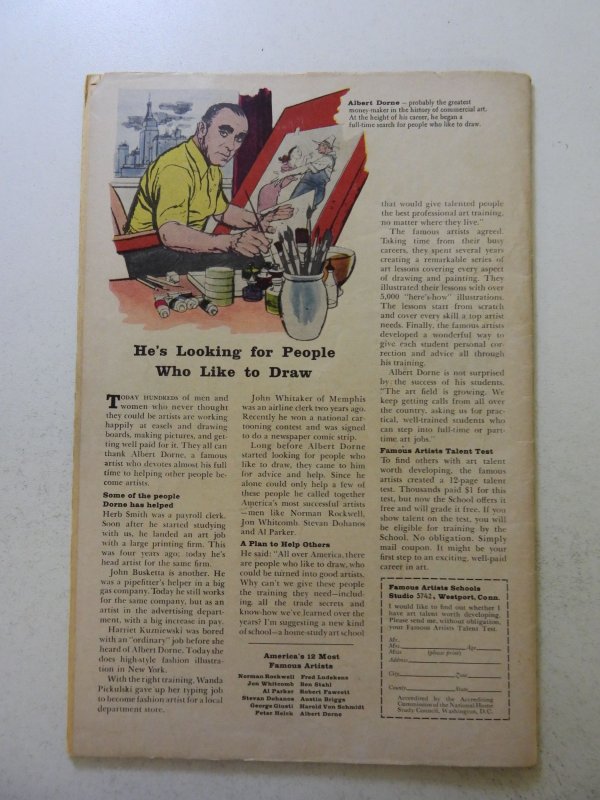 Albert Dorne – probably the greatest
money-maker in the history of commercial art.
At the height of his career, he began a
full-time search for people who like to draw.
He's Looking for People
Who Like to Draw
TODAY HUNDREDS of men and
women who never thought
they could be artists are working
happily at easels and drawing
boards, making pictures, and get-
ting well paid for it. They all can
thank Albert Dorne, a famous
artist who devotes almost his full
time to helping other people be-
come artists.
Some of the people
Dorne has helped
Herb Smith was a payroll clerk.
Soon after he started studying
with us, he landed an art job
with a large printing firm. This
was four years ago; today he's
head artist for the same firm.
John Busketta is another. He
was a pipefitter's helper in a big
gas company. Today he still works
for the same company, but as an
artist in the advertising depart-
ment, with a big increase in pay.
Harriet Kuzniewski was bored
with an "ordinary" job before she
heard of Albert Dorne. Today she
does high style fashion illustra-
tion in New York.
With the right training, Wanda
Pickulski gave up her typing job
to become fashion artist for a local
department store.
John Whitaker of Memphis
was an airline clerk two years ago.
Recently he won a national car-
tooning contest and was signed
to do a newspaper comic strip.
Long before Albert Dorne
started looking for people who
like to draw, they came to him
for advice and help. Since he
alone could only help a few of
these people he called together
America's most successful artists
—men like Norman Rockwell,
Jon Whitcomb, Stevan Dohanos
and Al Parker.
A Plan to Help Others
He said: "All over America, there
are people who like to draw, who
could be turned into good artists.
Why can't we give these people
the training they need—includ-
ing, all the trade secrets and
know-how we've learned over the
years? I'm suggesting a new kind
of school—a home-study art school
America's 12 Most
Famous Artists
Norman Rockwell Fred Ludekens
Jon Whitcomb Ben Stahl
Al Parker Robert Fawcett
Stevan Dohanos Austin Briggs
George Giusti Harold Von Schmidt
Peter Helck Albert Dorne
that would give talented people
the best professional art training,
no matter where they live."
The famous artists agreed.
Taking time from their busy
careers, they spent several years
creating a remarkable series of
art lessons covering every aspect
of drawing and painting. They
illustrated their lessons with over
5,000 "here's-how" illustrations.
The lessons start from scratch
and cover every skill a top artist
needs. Finally, the famous artists
developed a wonderful way to
give each student personal cor-
rection and advice all through
his training.
Albert Dorne is not surprised
by the success of his students.
"The art field is growing. We
keep getting calls from all over
the country, asking us for prac-
tical, well-trained students who
can step into full-time or part-
time art jobs."
Famous Artists Talent Test
To find others with art talent
worth developing, the famous
artists created a 12-page talent
test. Thousands paid $1 for this
test, but now the School offers it
free and will grade it free. If you
show talent on the test, you will
be eligible for training by the
School. No obligation. Simply
mail coupon. It might be your
first step to an exciting, well-paid
career in art.
Famous Artists Schools
Studio 5742, Westport, Conn.
I would like to find out whether I
have art talent worth developing.
Please send me, without obligation,
your Famous Artists Talent Test.
Mr.
Mrs. Age
Miss (please print)
Address
City Zone
County State
Accredited by the Accrediting
Commission of the National Home
Study Council, Washington, D.C.